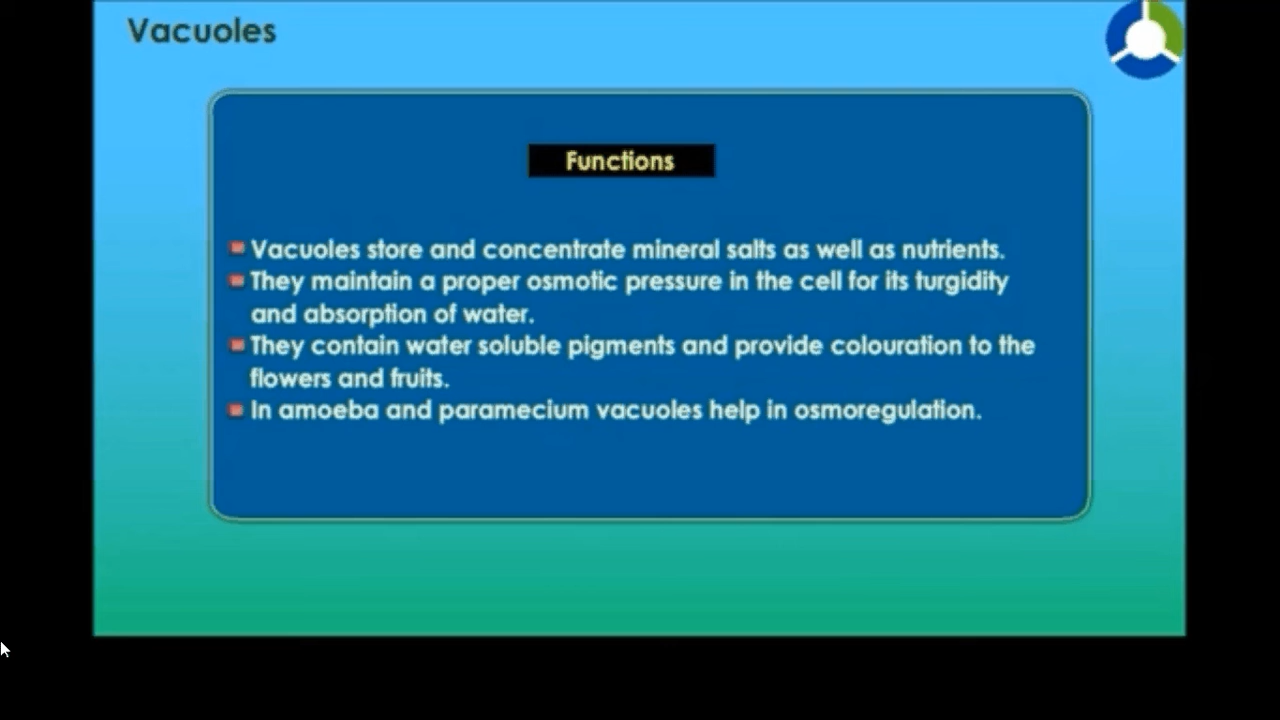 Vacuoles
Functions
Vacuoles store and concentrate mineral salts as well as nutrients.
They maintain a proper osmotic pressure in the cell for its turgidity
and absorption of water.
They contain water soluble pigments and provide colouration to the
flowers and fruits.
In amoeba and paramecium vacuoles help in osmoregulation.